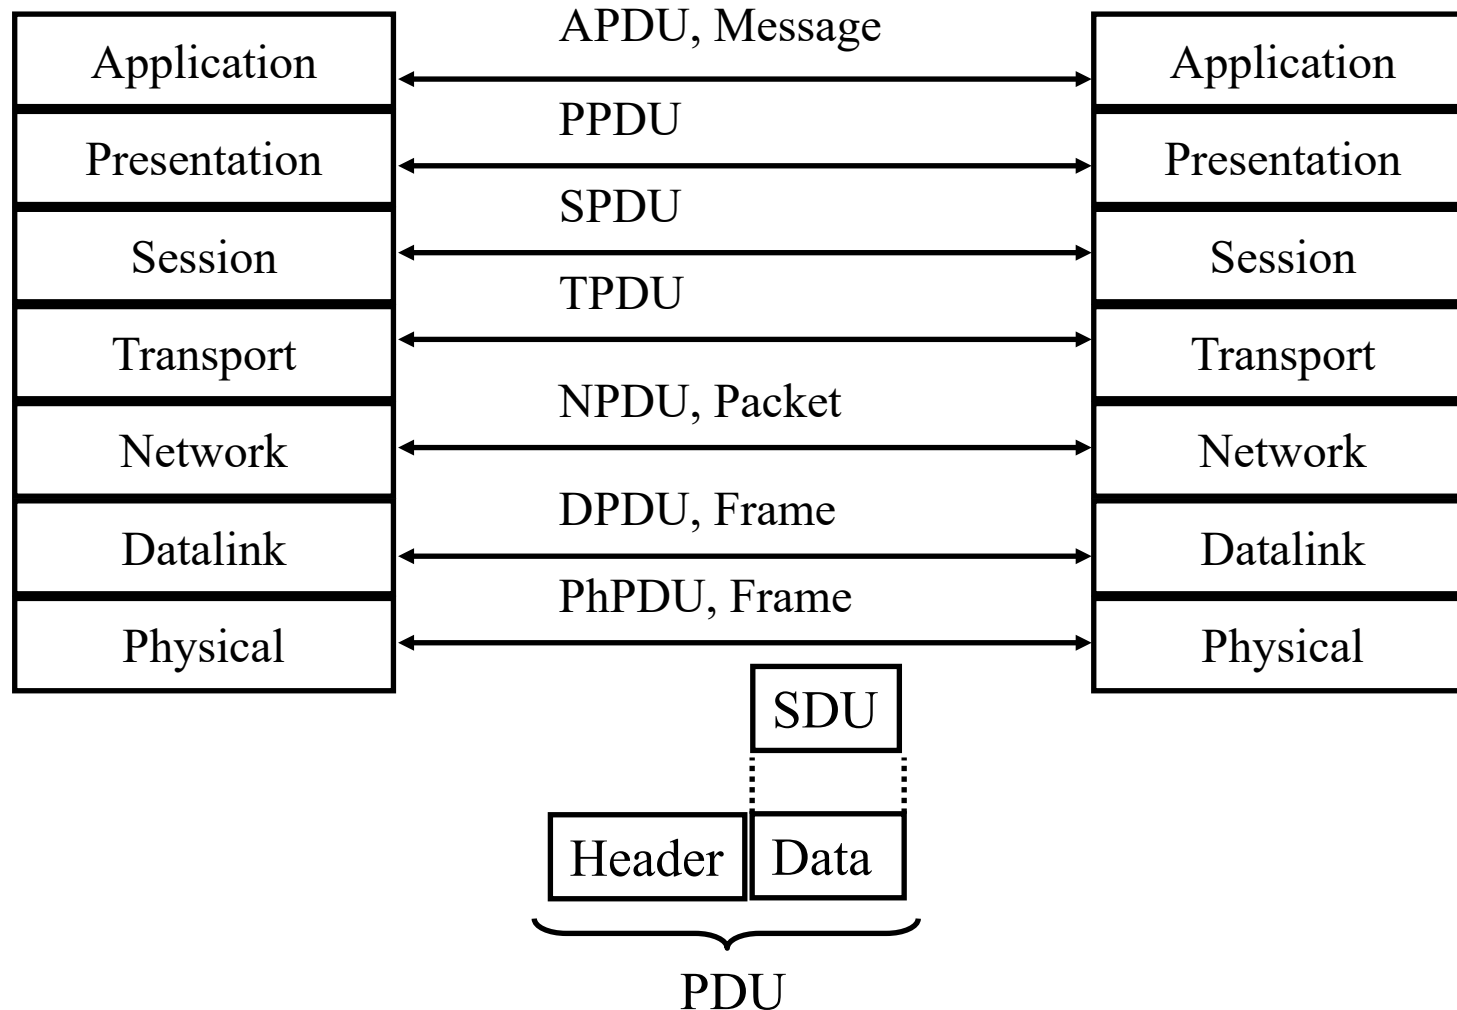 APDU, Message
Application
Application
PPDU
Presentation
Presentation
SPDU
Session
Session
TPDU
Transport
Transport
NPDU, Packet
Network
Network
DPDU, Frame
Datalink
Datalink
PhPDU, Frame
Physical
Physical
SDU
Header
Data
PDU